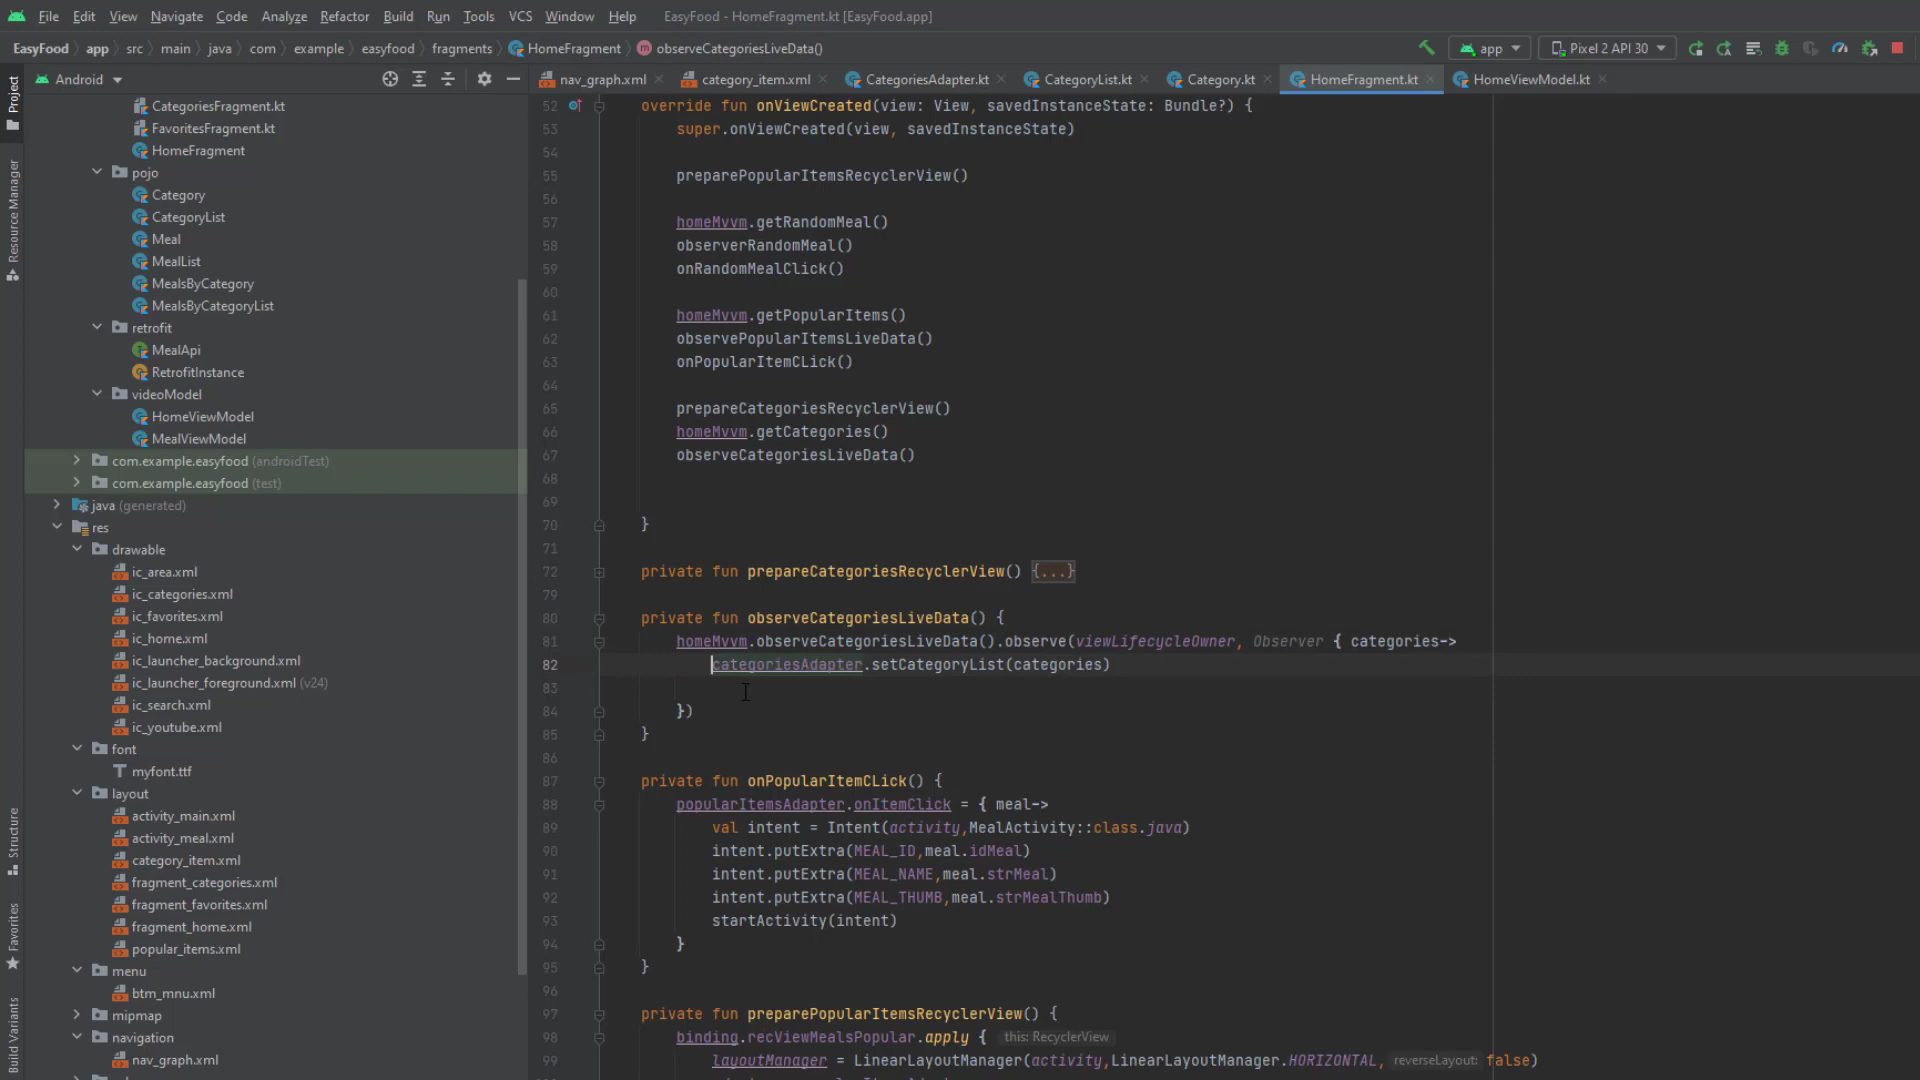 File Edit View Navigate Code Analyze Refactor Build Run Tools VCS Window Help EasyFood - HomeFragment.kt [EasyFood.app]
EasyFood app src main java com example easyfood fragments HomeFragment observeCategoriesLiveData() app Pixel 2 API 30
Android
nav_graph.xml category_item.xml CategoriesAdapter.kt CategoryList.kt Category.kt HomeFragment.kt HomeViewModel.kt
Project
Resource Manager
Structure
Favorites
Build Variants
CategoriesFragment.kt
FavoritesFragment.kt
HomeFragment
pojo
Category
CategoryList
Meal
MealList
MealsByCategory
MealsByCategoryList
retrofit
MealApi
RetrofitInstance
videoModel
HomeViewModel
MealViewModel
com.example.easyfood (androidTest)
com.example.easyfood (test)
java (generated)
res
drawable
ic_area.xml
ic_categories.xml
ic_favorites.xml
ic_home.xml
ic_launcher_background.xml
ic_launcher_foreground.xml (v24)
ic_search.xml
ic_youtube.xml
font
myfont.ttf
layout
activity_main.xml
activity_meal.xml
category_item.xml
fragment_categories.xml
fragment_favorites.xml
fragment_home.xml
popular_items.xml
menu
btm_mnu.xml
mipmap
navigation
nav_graph.xml
52 override fun onViewCreated(view: View, savedInstanceState: Bundle?) {
53 super.onViewCreated(view, savedInstanceState)
54
55 preparePopularItemsRecyclerView()
56
57 homeMvvm.getRandomMeal()
58 observerRandomMeal()
59 onRandomMealClick()
60
61 homeMvvm.getPopularItems()
62 observePopularItemsLiveData()
63 onPopularItemCLick()
64
65 prepareCategoriesRecyclerView()
66 homeMvvm.getCategories()
67 observeCategoriesLiveData()
68
69
70 }
71
72 private fun prepareCategoriesRecyclerView() {...}
79
80 private fun observeCategoriesLiveData() {
81 homeMvvm.observeCategoriesLiveData().observe(viewLifecycleOwner, Observer { categories->
82 categoriesAdapter.setCategoryList(categories)
83
84 })
85 }
86
87 private fun onPopularItemCLick() {
88 popularItemsAdapter.onItemClick = { meal->
89 val intent = Intent(activity,MealActivity::class.java)
90 intent.putExtra(MEAL_ID,meal.idMeal)
91 intent.putExtra(MEAL_NAME,meal.strMeal)
92 intent.putExtra(MEAL_THUMB,meal.strMealThumb)
93 startActivity(intent)
94 }
95 }
96
97 private fun preparePopularItemsRecyclerView() {
98 binding.recViewMealsPopular.apply { this: RecyclerView
99 layoutManager = LinearLayoutManager(activity,LinearLayoutManager.HORIZONTAL, reverseLayout: false)